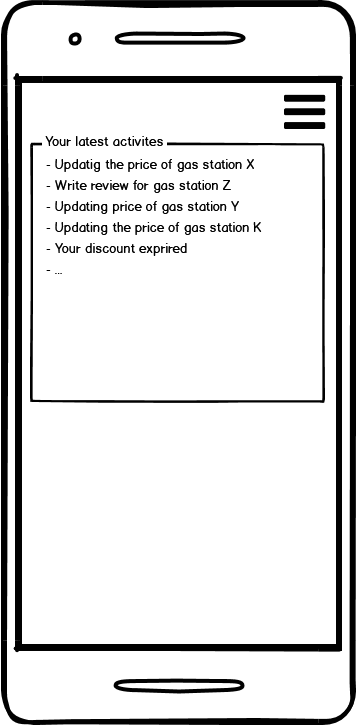 Your latest activites
- Updatig the price of gas station X
- Write review for gas station Z
- Updating price of gas station Y
- Updating the price of gas station K
- Your discount exprired
- ...